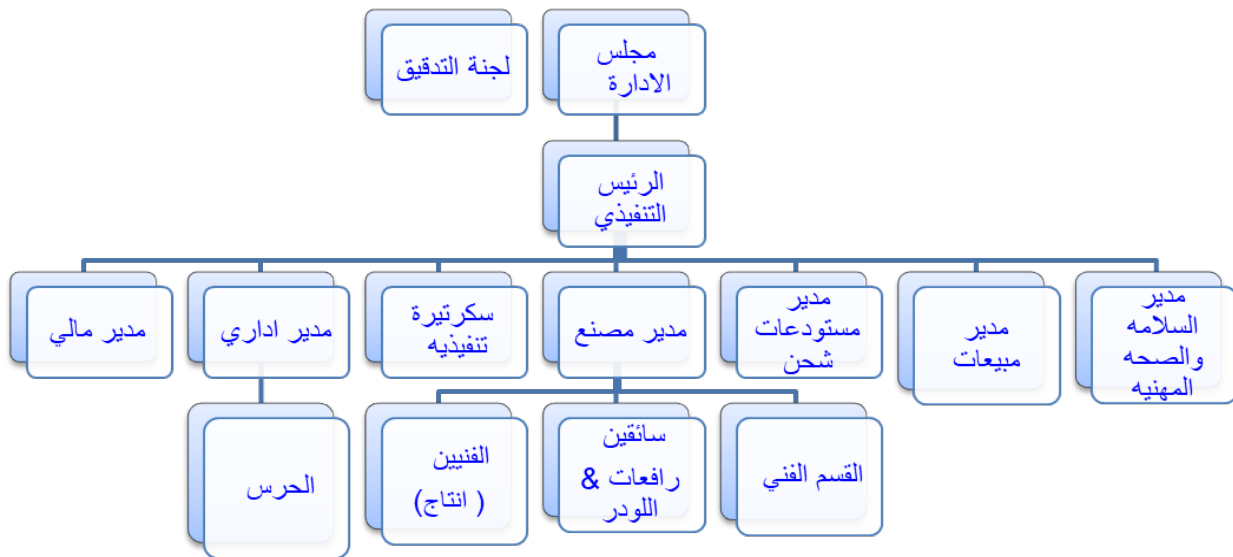 مجلس
الادارة
لجنة التدقيق
الرئيس
التنفيذي
مدير
السلامه
والصحه
المهنيه
مدير
مبيعات
مدير
مستودعات
شحن
مدير مصنع
سكرتيرة
تنفيذيه
مدير اداري
مدير مالي
القسم الفني
سائقين
رافعات &
اللودر
الفنيين
( انتاج)
الحرس